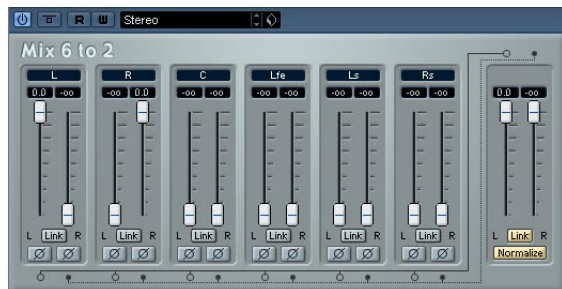 R W Stereo
Mix 6 to 2
L R C Lfe Ls Rs
0.0 -oo -oo 0.0 -oo -oo -oo -oo -oo -oo -oo -oo 0.0 -oo
L Link R L Link R L Link R L Link R L Link R L Link R L Link R
Normalize